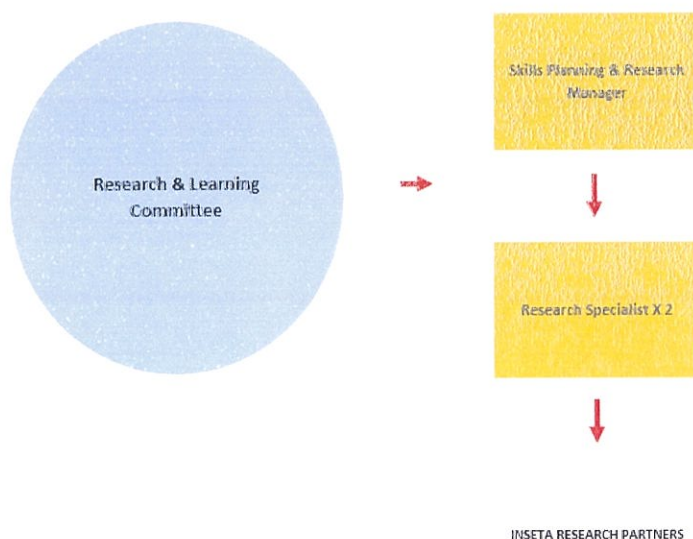 Research & Learning
Committee
Skills Planning & Research
Manager
Research Specialist X 2
INSETA RESEARCH PARTNERS